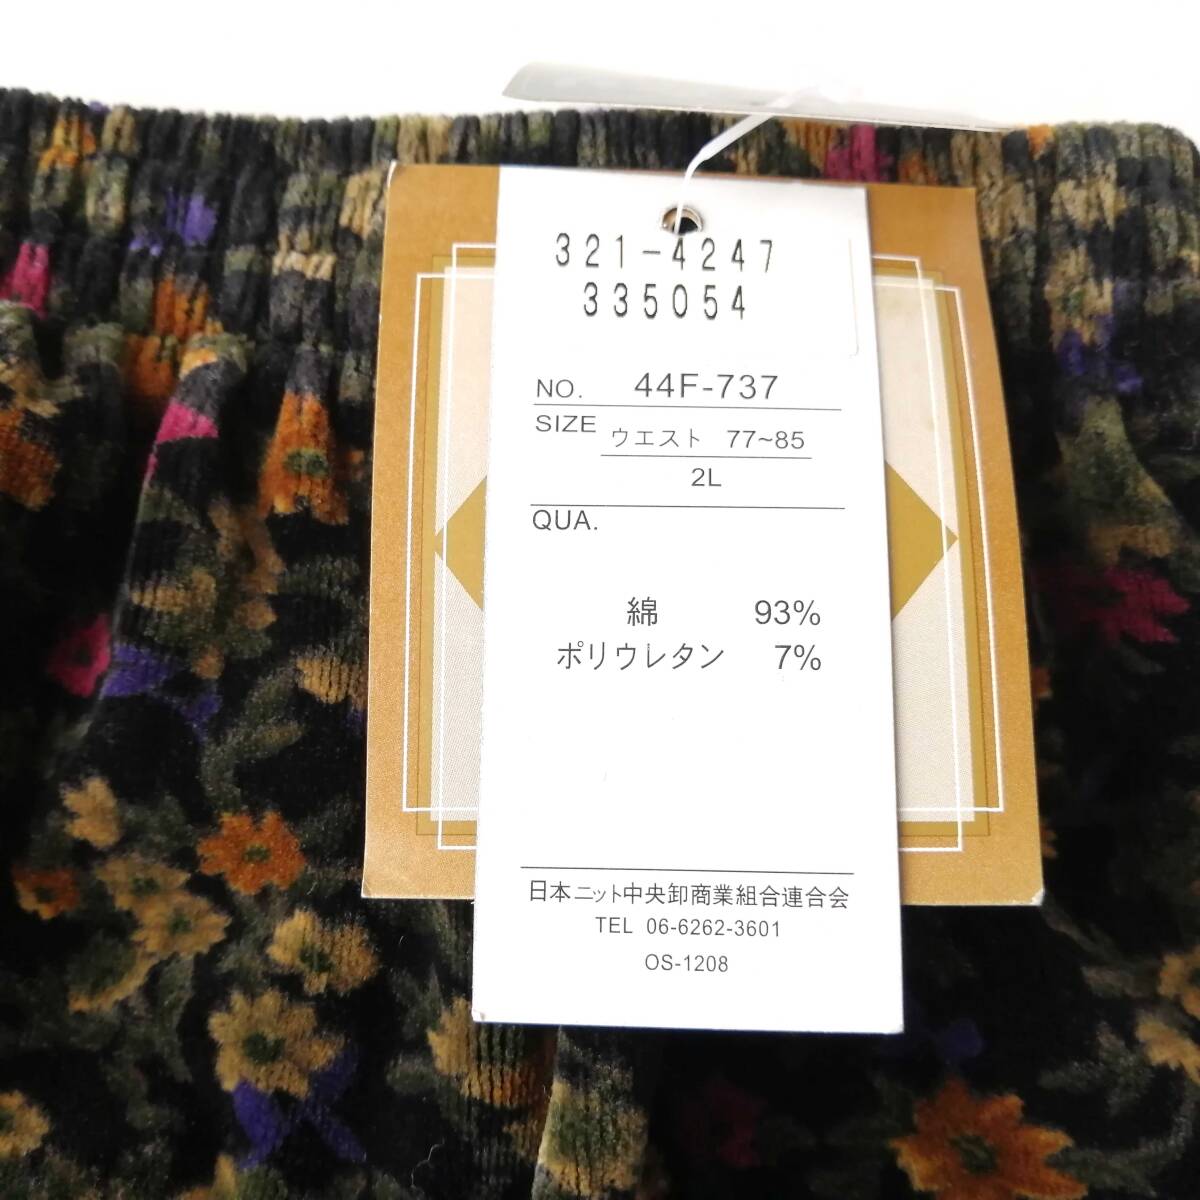 321-4247
335054
NO. 44F-737
SIZE ウエスト 77~85
2L
QUA.
綿 93%
ポリウレタン 7%
日本ニット中央卸商業組合連合会
TEL 06-6262-3601
OS-1208